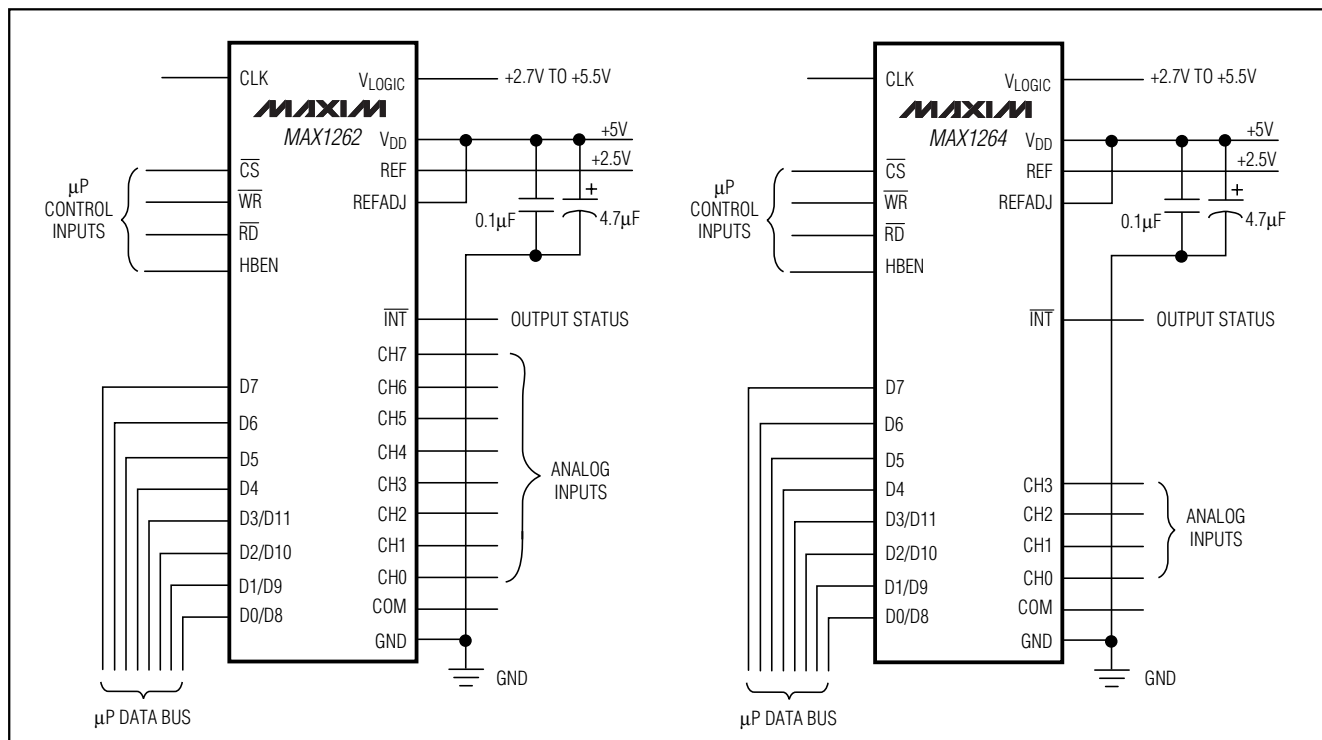 CLK
VLOGIC
+2.7V TO +5.5V
MAXIM
MAX1262
VDD
+5V
CS
REF
+2.5V
µP
CONTROL
INPUTS
WR
REFADJ
+
RD
0.1µF
4.7µF
HBEN
INT
OUTPUT STATUS
CH7
D7
CH6
D6
CH5
D5
CH4
ANALOG
INPUTS
D4
CH3
D3/D11
CH2
D2/D10
CH1
D1/D9
CH0
D0/D8
COM
GND
GND
µP DATA BUS
CLK
VLOGIC
+2.7V TO +5.5V
MAXIM
MAX1264
VDD
+5V
CS
REF
+2.5V
µP
CONTROL
INPUTS
WR
REFADJ
+
RD
0.1µF
4.7µF
HBEN
INT
OUTPUT STATUS
D7
D6
D5
D4
CH3
D3/D11
CH2
ANALOG
INPUTS
D2/D10
CH1
D1/D9
CH0
D0/D8
COM
GND
GND
µP DATA BUS